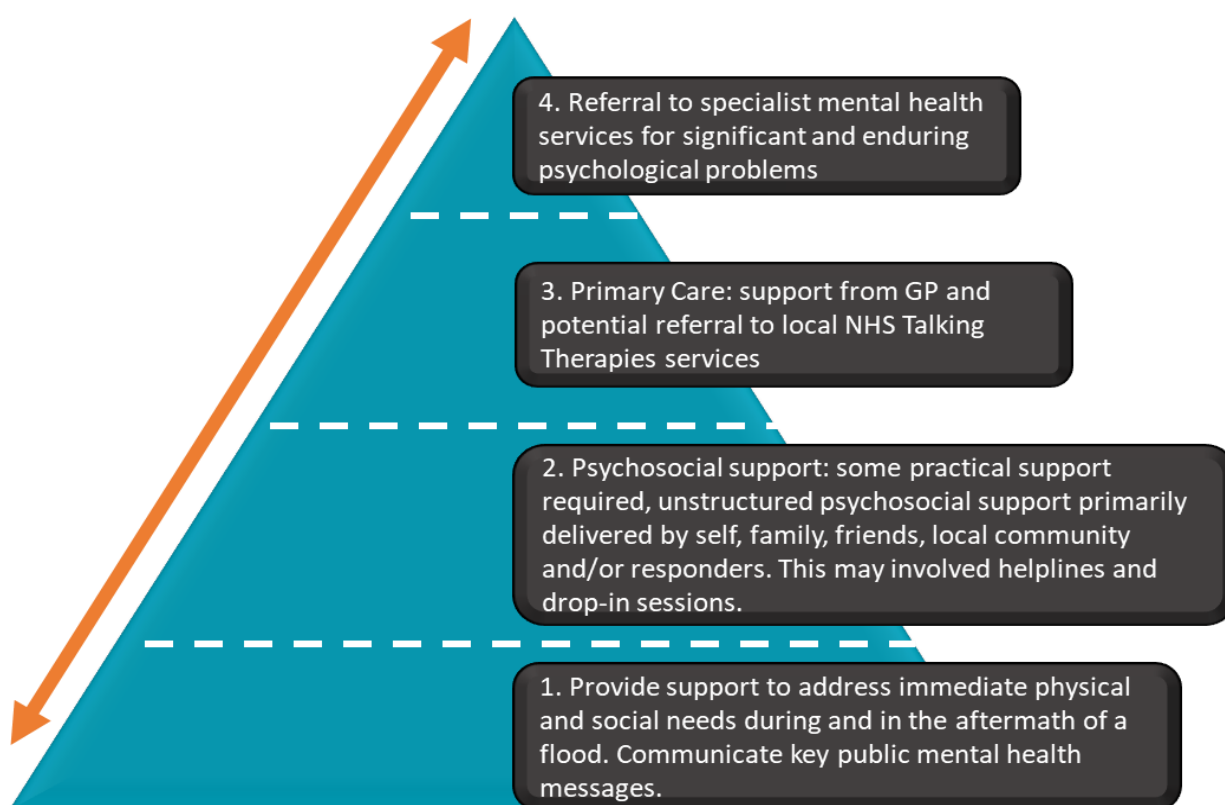 4. Referral to specialist mental health
services for significant and enduring
psychological problems
3. Primary Care: support from GP and
potential referral to local NHS Talking
Therapies services
2. Psychosocial support: some practical support
required, unstructured psychosocial support primarily
delivered by self, family, friends, local community
and/or responders. This may involved helplines and
drop-in sessions.
1. Provide support to address immediate physical
and social needs during and in the aftermath of a
flood. Communicate key public mental health
messages.